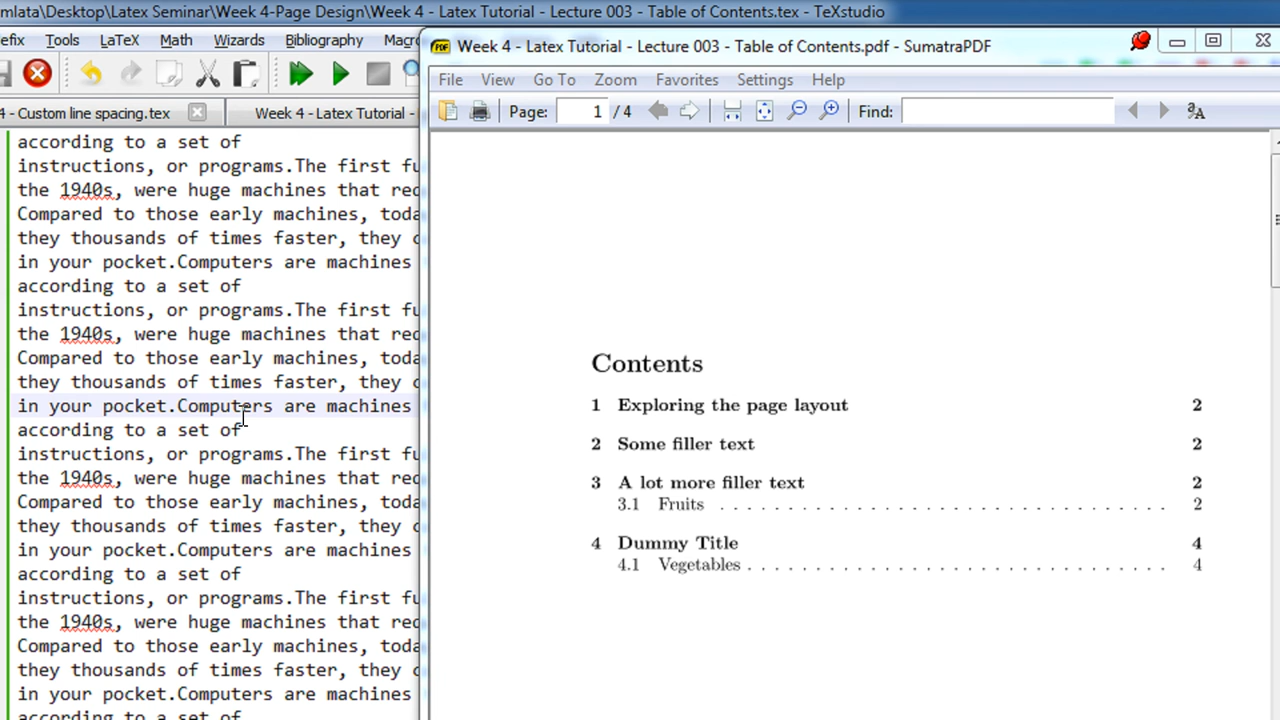 mlata\Desktop\Latex Seminar\Week 4-Page Design\Week 4 - Latex Tutorial - Lecture 003 - Table of Contents.tex - TeXstudio
efix Tools LaTeX Math Wizards Bibliography Macro
4 - Custom line spacing.tex Week 4 - Latex Tutorial -
according to a set of
instructions, or programs.The first fu
the 1940s, were huge machines that req
Compared to those early machines, toda
they thousands of times faster, they c
in your pocket.Computers are machines
according to a set of
instructions, or programs.The first fu
the 1940s, were huge machines that req
Compared to those early machines, toda
they thousands of times faster, they c
in your pocket.Computers are machines
according to a set of
instructions, or programs.The first fu
the 1940s, were huge machines that req
Compared to those early machines, toda
they thousands of times faster, they c
in your pocket.Computers are machines
according to a set of
instructions, or programs.The first fu
the 1940s, were huge machines that req
Compared to those early machines, toda
they thousands of times faster, they c
in your pocket.Computers are machines
according to a set of
Week 4 - Latex Tutorial - Lecture 003 - Table of Contents.pdf - SumatraPDF
File View Go To Zoom Favorites Settings Help
Page: 1 / 4 Find:
Contents
1 Exploring the page layout 2
2 Some filler text 2
3 A lot more filler text 2
3.1 Fruits . . . . . . . . . . . . . . . . . . . . . . . . . . . . . . 2
4 Dummy Title 4
4.1 Vegetables . . . . . . . . . . . . . . . . . . . . . . . . . . . . 4